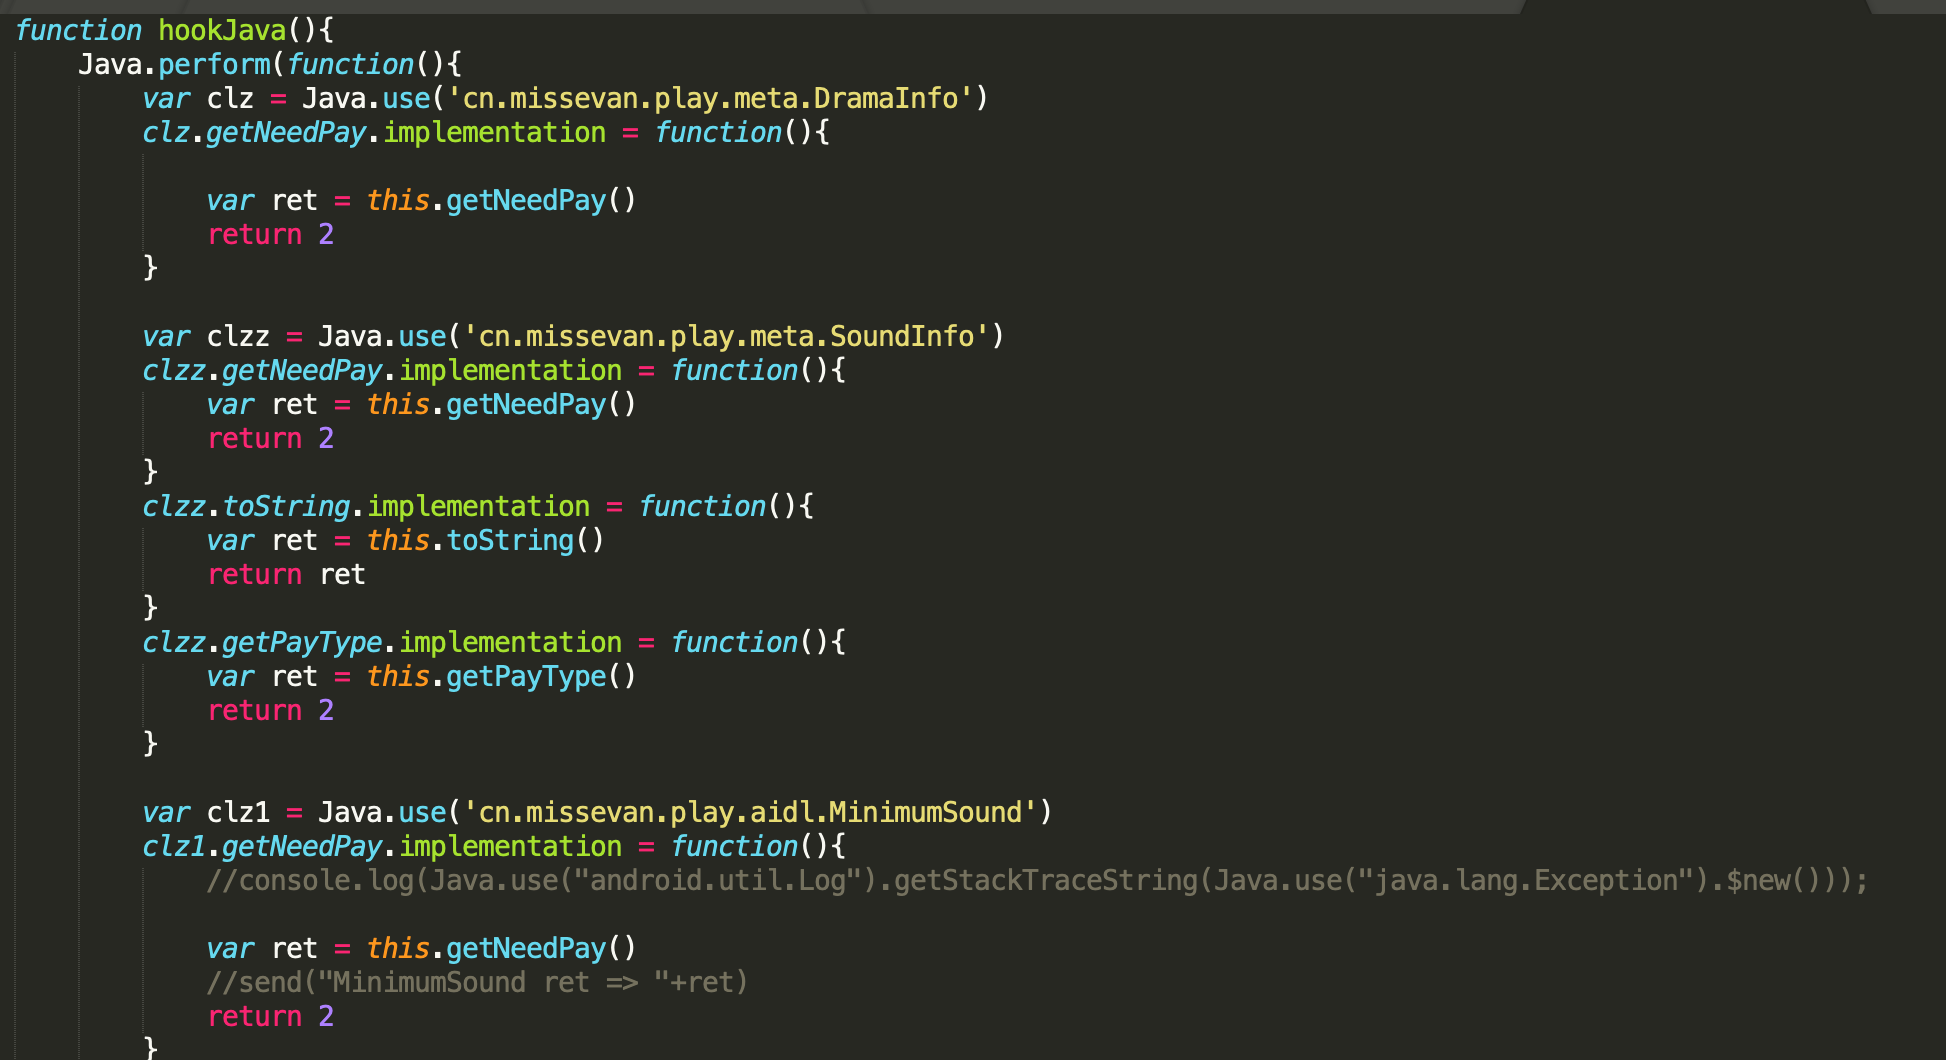 function hookJava(){
    Java.perform(function(){
        var clz = Java.use('cn.missevan.play.meta.DramaInfo')
        clz.getNeedPay.implementation = function(){

            var ret = this.getNeedPay()
            return 2
        }

        var clzz = Java.use('cn.missevan.play.meta.SoundInfo')
        clzz.getNeedPay.implementation = function(){
            var ret = this.getNeedPay()
            return 2
        }
        clzz.toString.implementation = function(){
            var ret = this.toString()
            return ret
        }
        clzz.getPayType.implementation = function(){
            var ret = this.getPayType()
            return 2
        }

        var clz1 = Java.use('cn.missevan.play.aidl.MinimumSound')
        clz1.getNeedPay.implementation = function(){
            //console.log(Java.use("android.util.Log").getStackTraceString(Java.use("java.lang.Exception").$new()));

            var ret = this.getNeedPay()
            //send("MinimumSound ret => "+ret)
            return 2
        }